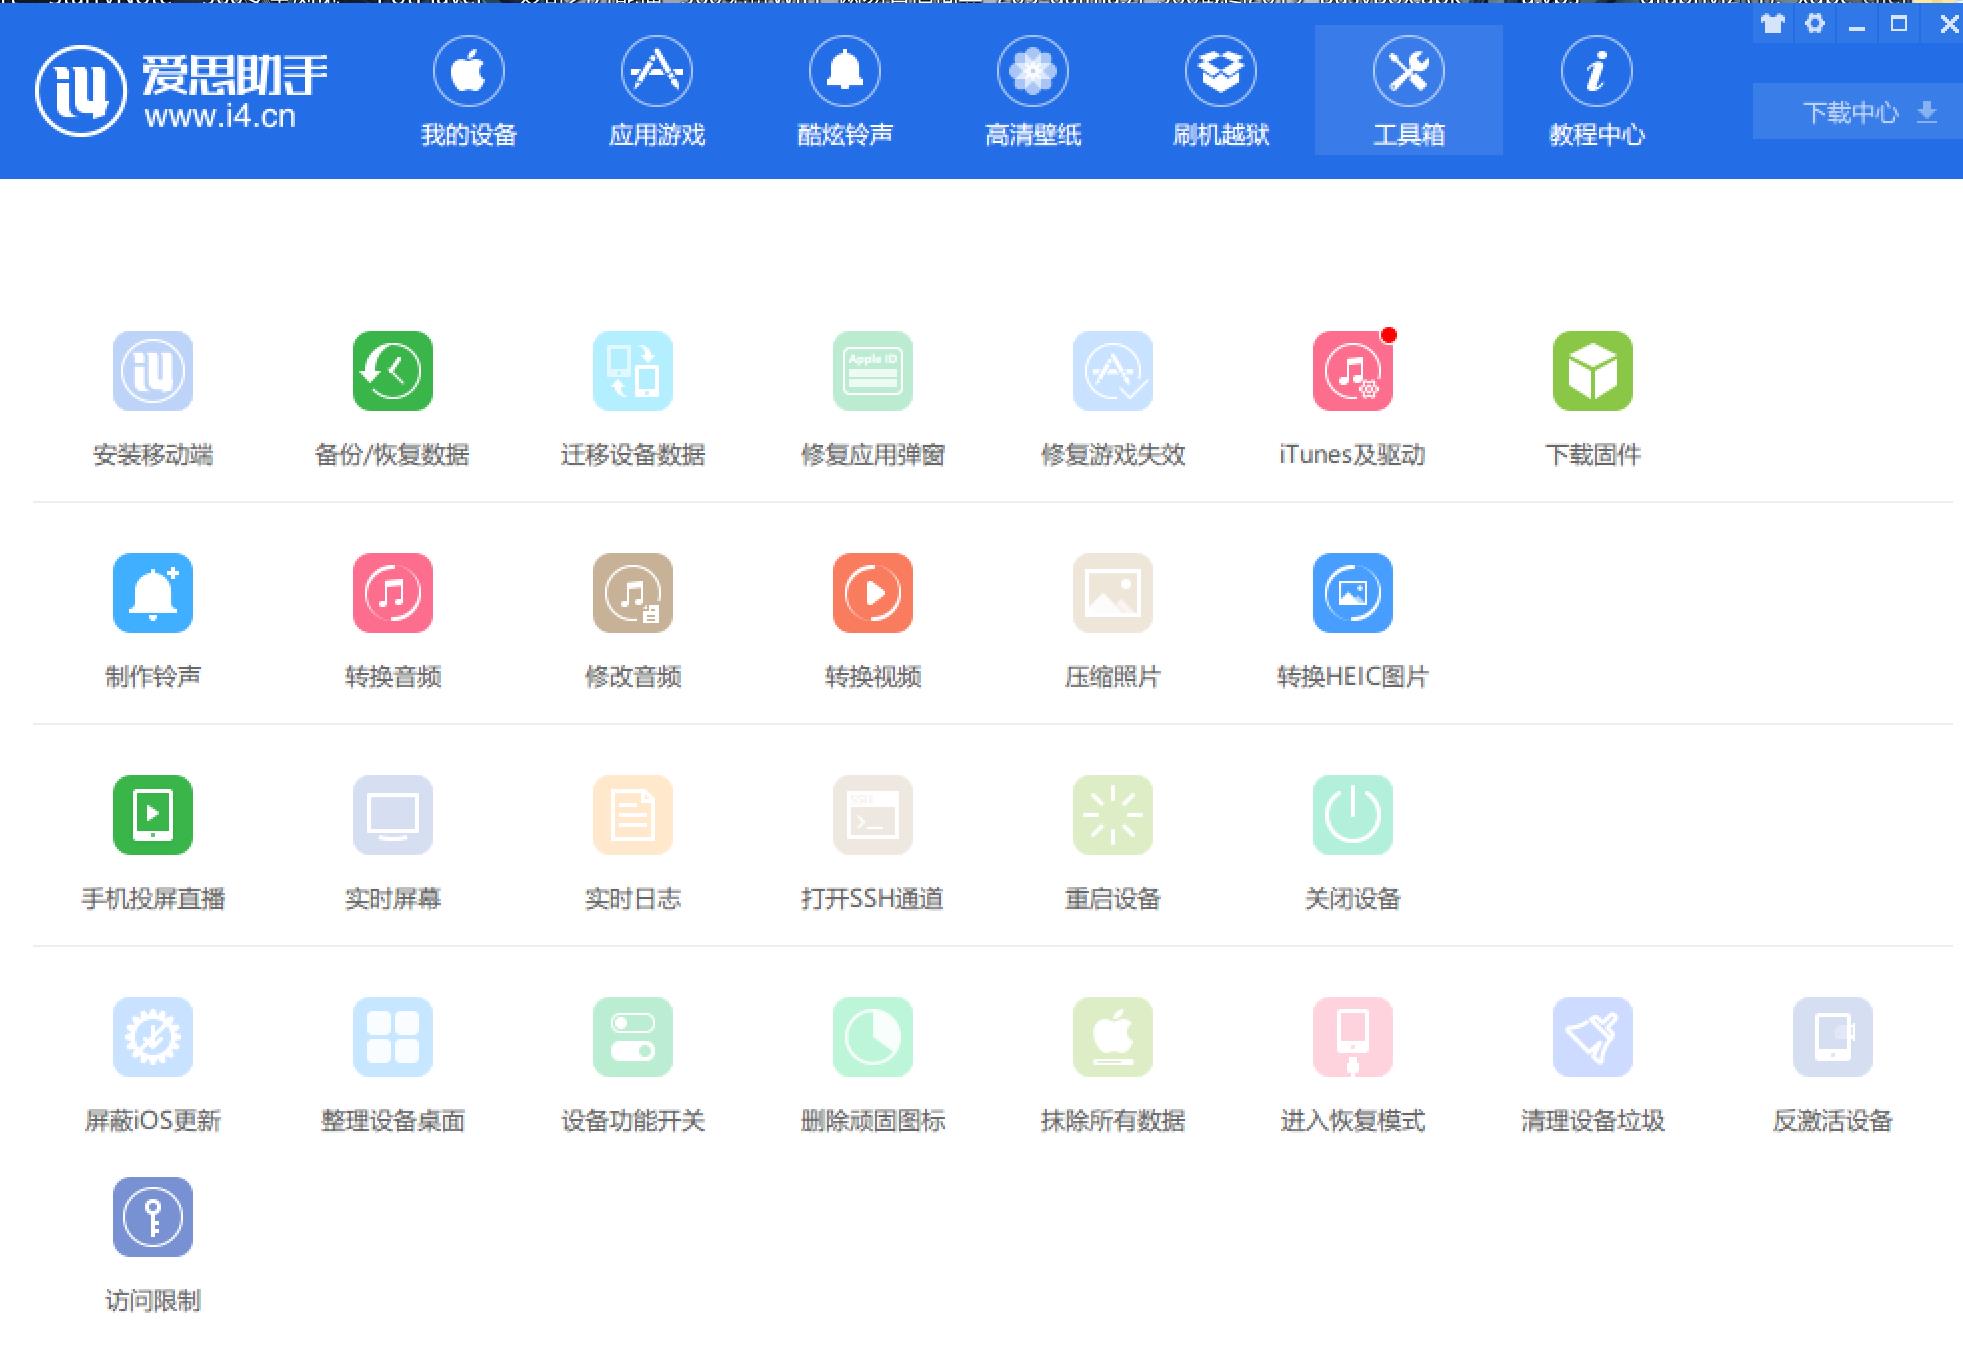 爱思助手
www.i4.cn
我的设备 应用游戏 酷炫铃声 高清壁纸 刷机越狱 工具箱 教程中心
下载中心
Apple ID
安装移动端 备份/恢复数据 迁移设备数据 修复应用弹窗 修复游戏失效 iTunes及驱动 下载固件
制作铃声 转换音频 修改音频 转换视频 压缩照片 转换HEIC图片
SSH
手机投屏直播 实时屏幕 实时日志 打开SSH通道 重启设备 关闭设备
屏蔽iOS更新 整理设备桌面 设备功能开关 删除顽固图标 抹除所有数据 进入恢复模式 清理设备垃圾 反激活设备
访问限制